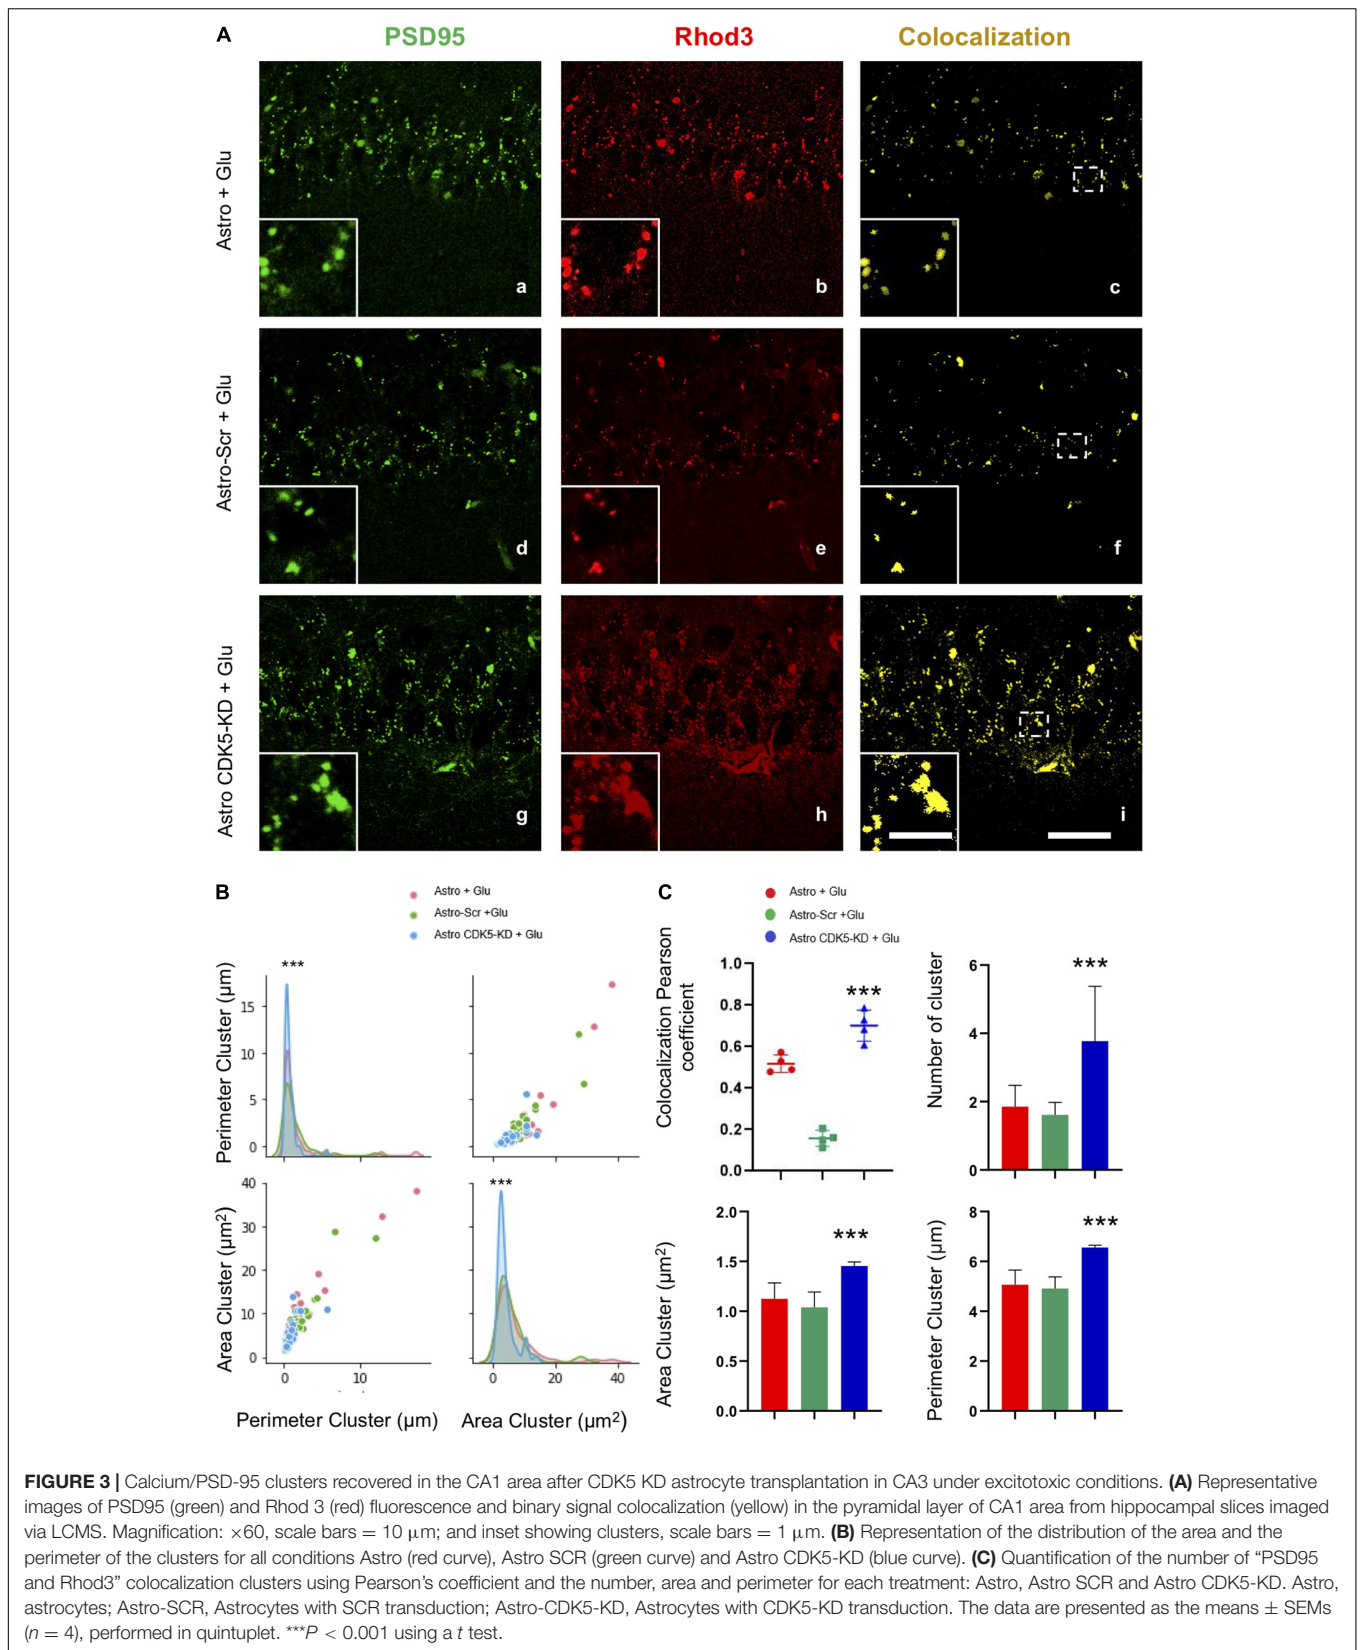 A
PSD95
Rhod3
Colocalization
Astro + Glu
a
b
c
Astro-Scr + Glu
d
e
f
Astro CDK5-KD + Glu
g
h
i
B
Astro + Glu
Astro-Scr +Glu
Astro CDK5-KD + Glu
Perimeter Cluster (µm)
15
10
5
0
***
Area Cluster (µm²)
40
30
20
10
0
***
0 10
0 20 40
Perimeter Cluster (µm)
Area Cluster (µm²)
C
Astro + Glu
Astro-Scr +Glu
Astro CDK5-KD + Glu
Colocalization Pearson
coefficient
1.0
0.8
0.6
0.4
0.2
0.0
***
Number of cluster
6
4
2
0
***
Area Cluster (µm²)
2.0
1.5
1.0
0.5
0.0
***
Perimeter Cluster (µm)
8
6
4
2
0
***
FIGURE 3 | Calcium/PSD-95 clusters recovered in the CA1 area after CDK5 KD astrocyte transplantation in CA3 under excitotoxic conditions. (A) Representative
images of PSD95 (green) and Rhod 3 (red) fluorescence and binary signal colocalization (yellow) in the pyramidal layer of CA1 area from hippocampal slices imaged
via LCMS. Magnification: ×60, scale bars = 10 µm; and inset showing clusters, scale bars = 1 µm. (B) Representation of the distribution of the area and the
perimeter of the clusters for all conditions Astro (red curve), Astro SCR (green curve) and Astro CDK5-KD (blue curve). (C) Quantification of the number of “PSD95
and Rhod3” colocalization clusters using Pearson’s coefficient and the number, area and perimeter for each treatment: Astro, Astro SCR and Astro CDK5-KD. Astro,
astrocytes; Astro-SCR, Astrocytes with SCR transduction; Astro-CDK5-KD, Astrocytes with CDK5-KD transduction. The data are presented as the means ± SEMs
(n = 4), performed in quintuplet. ***P < 0.001 using a t test.